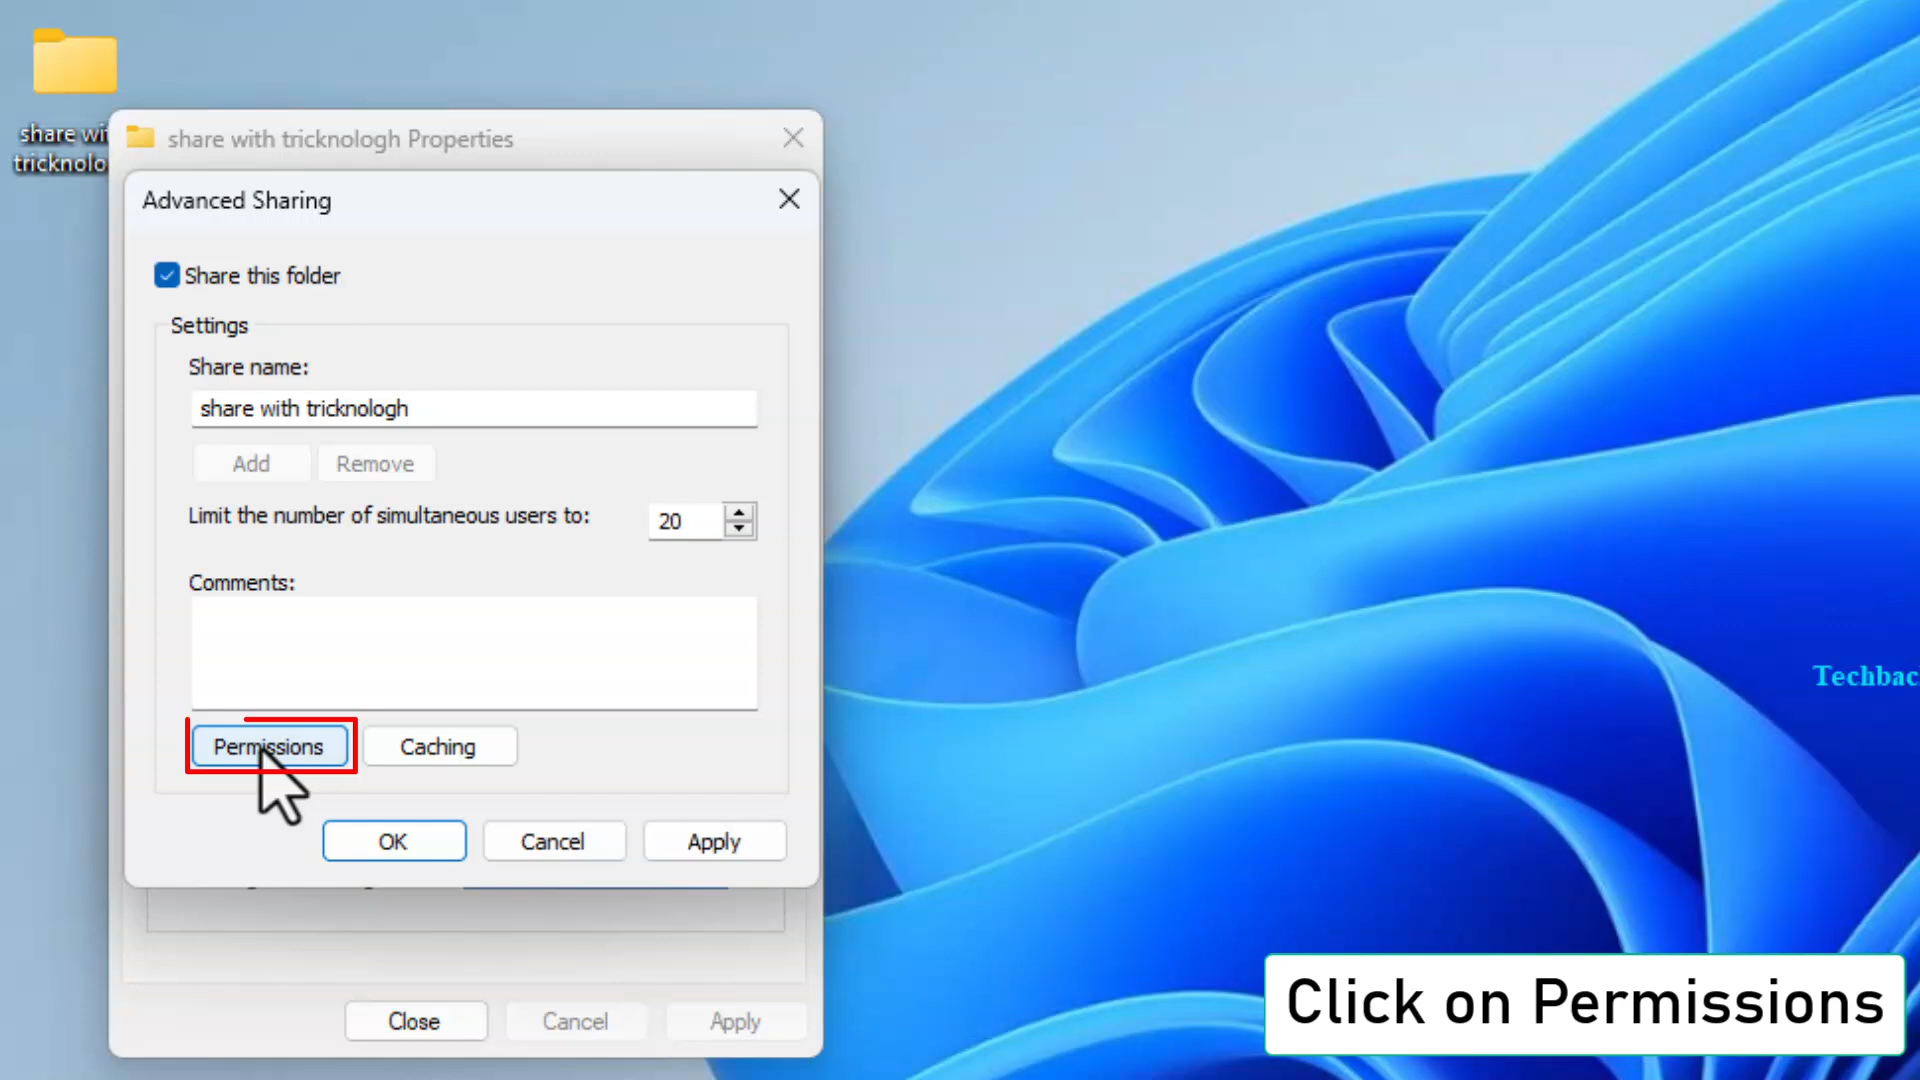 share wi
tricknolo
share with tricknologh Properties
Advanced Sharing
Share this folder
Settings
Share name:
share with tricknologh
Add
Remove
Limit the number of simultaneous users to:
20
Comments:
Permissions
Caching
OK
Cancel
Apply
Close
Cancel
Apply
Techbac
Click on Permissions